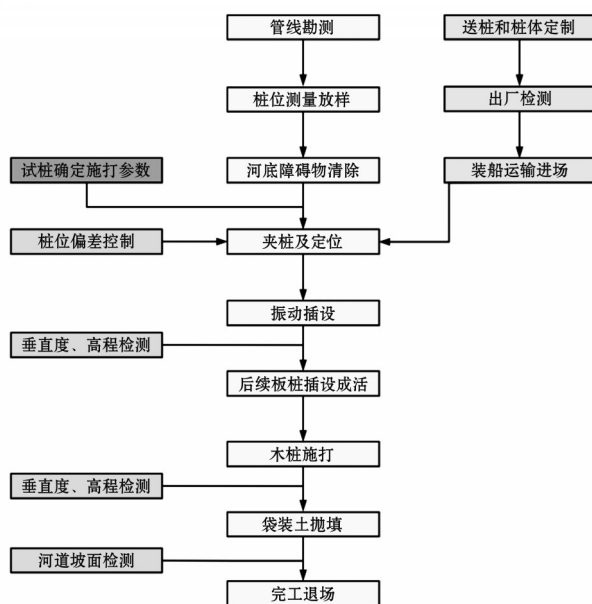 管线勘测
送桩和桩体定制
桩位测量放样
出厂检测
试桩确定施打参数
河底障碍物清除
装船运输进场
桩位偏差控制
夹桩及定位
振动插设
垂直度、高程检测
后续板桩插设成活
木桩施打
垂直度、高程检测
袋装土抛填
河道坡面检测
完工退场